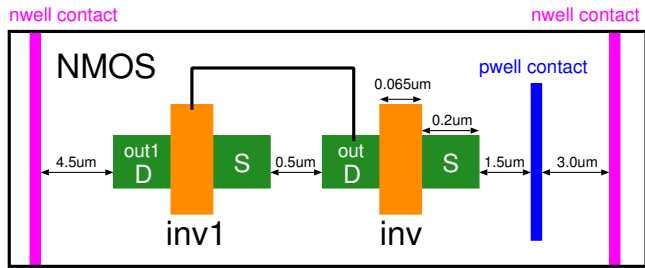 nwell contact
nwell contact
NMOS
pwell contact
0.065um
0.2um
out1
D
S
out
D
S
4.5um
0.5um
1.5um
3.0um
inv1
inv